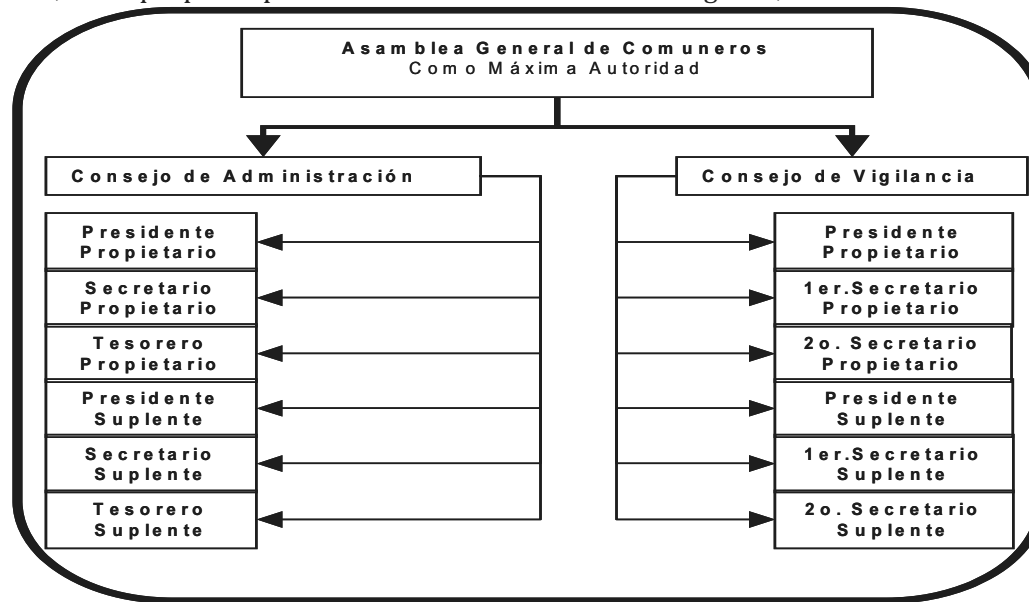 Asamblea General de Comuneros
Como Máxima Autoridad
Consejo de Administración
Consejo de Vigilancia
Presidente
Propietario
Secretario
Propietario
Tesorero
Propietario
Presidente
Suplente
Secretario
Suplente
Tesorero
Suplente
Presidente
Propietario
1er.Secretario
Propietario
2o. Secretario
Propietario
Presidente
Suplente
1er.Secretario
Suplente
2o. Secretario
Suplente